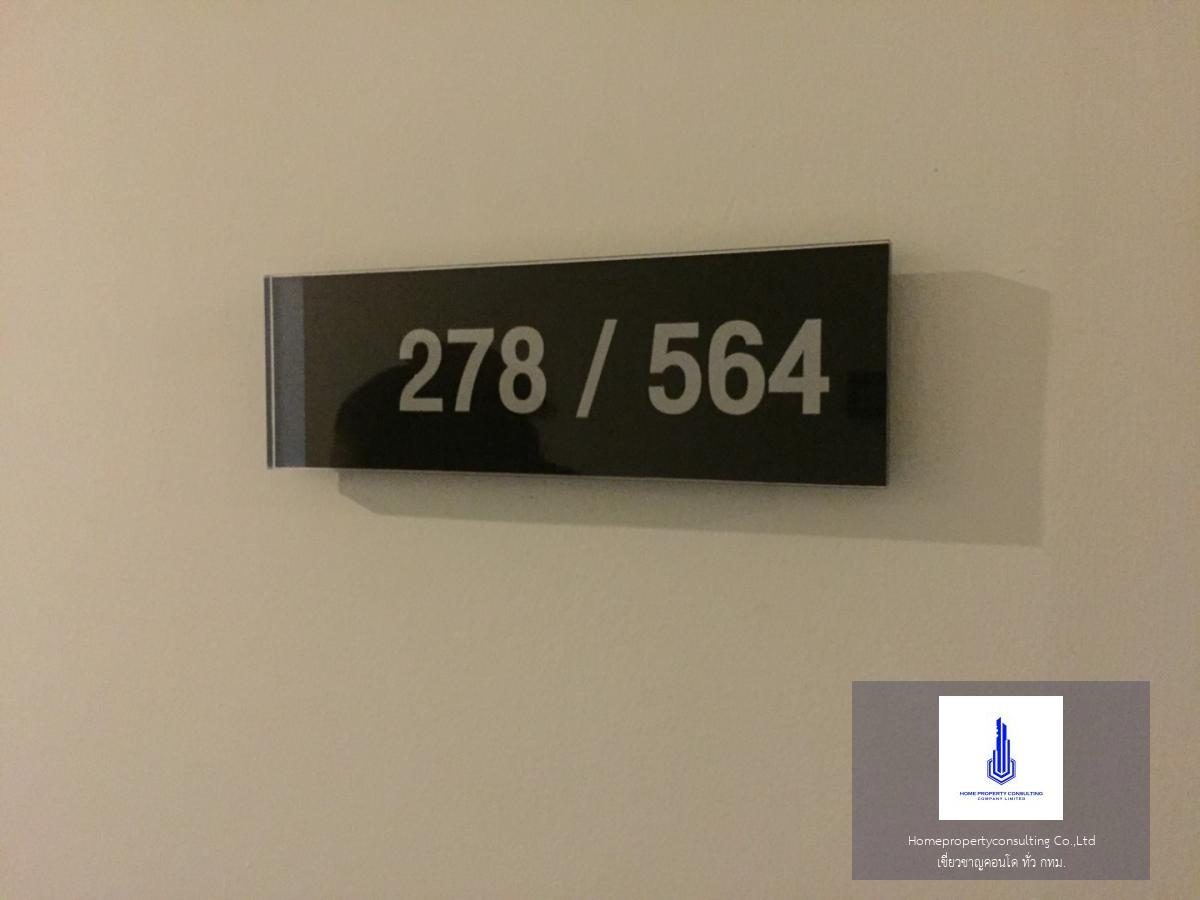 278 / 564
HOME PROPERTY CONSULTING
COMPANY LIMITED
Homepropertyconsulting Co.,Ltd
เชี่ยวชาญคอนโด ทั่ว กทม.